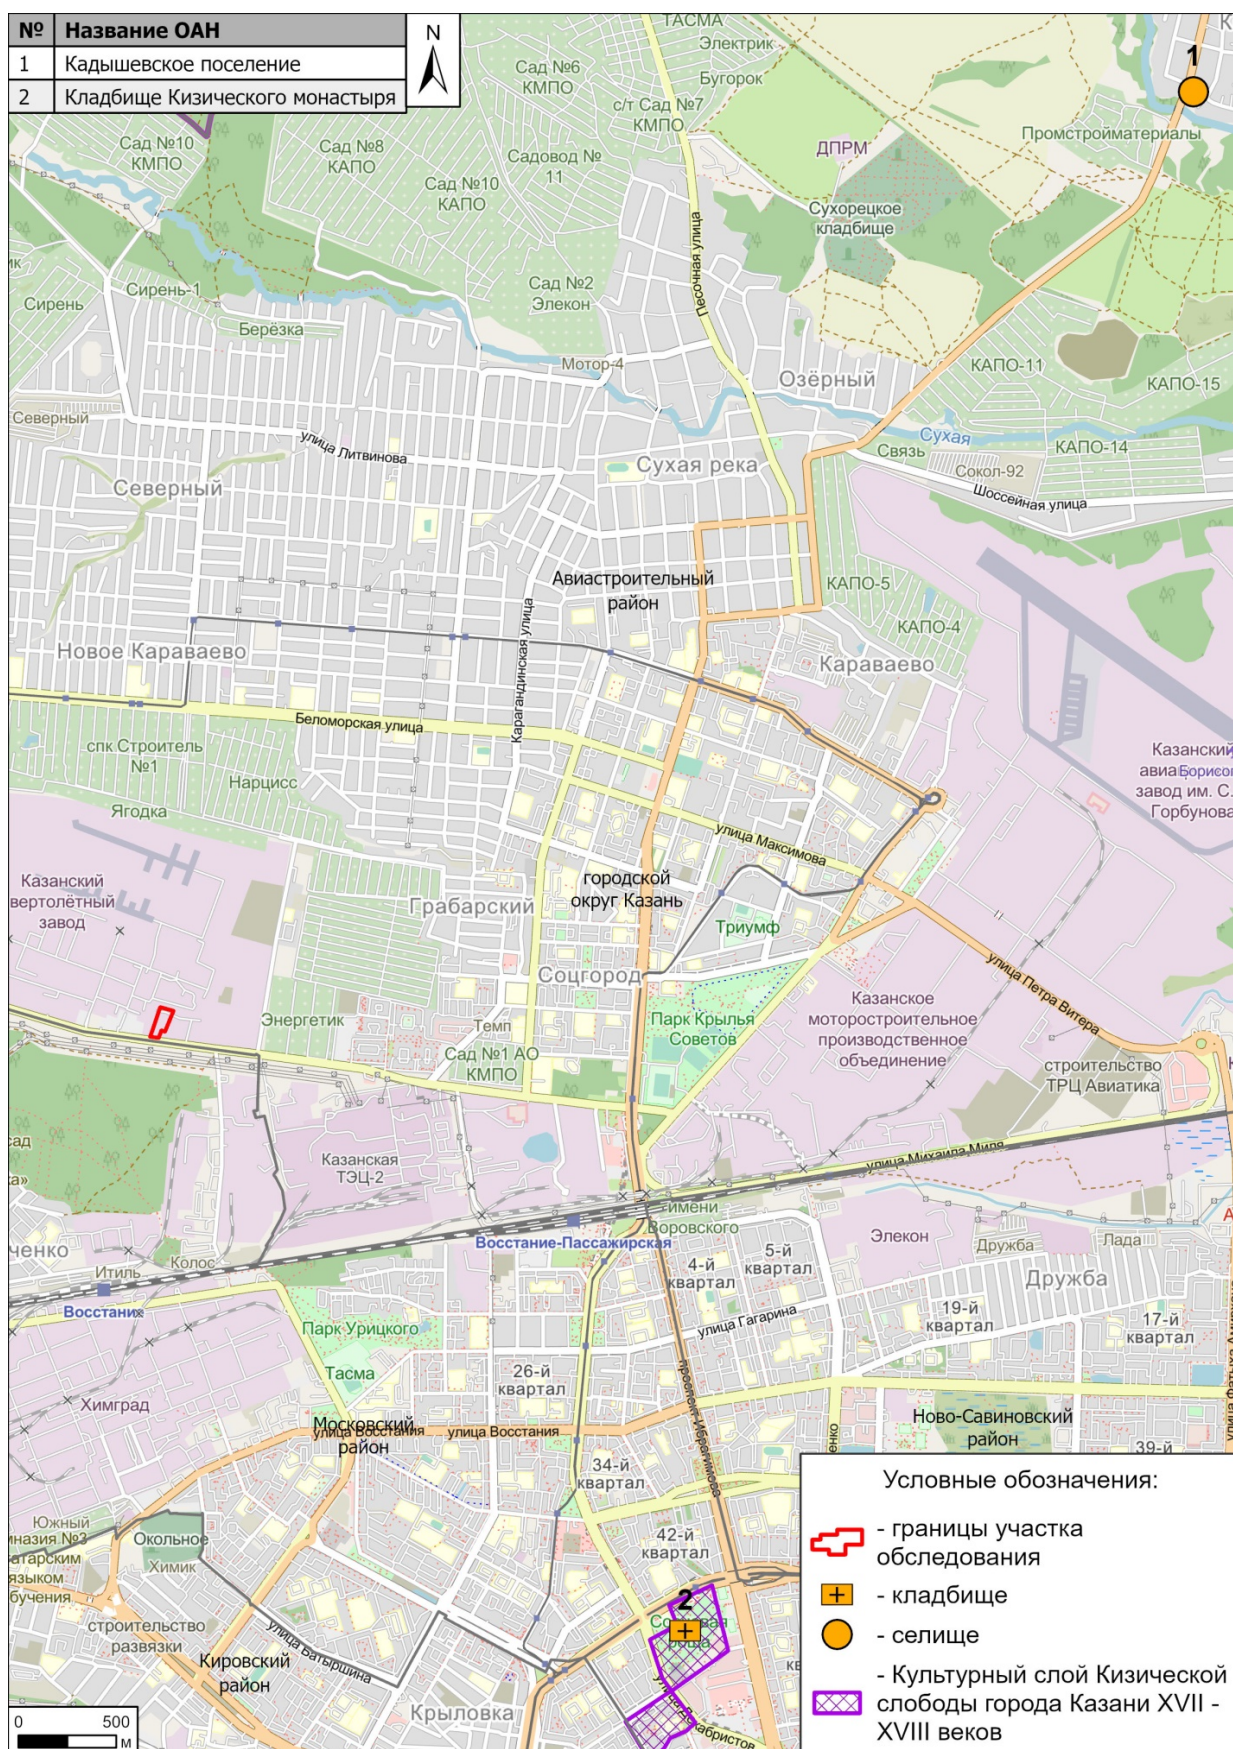 № Название ОАН
1 Кадышевское поселение
2 Кладбище Кизического монастыря
N
ТАСМА
Электрик
Бугорок
Сад №6
КМПО
с/т Сад №7
КМПО
1
Промстройматериалы
ДПРМ
Сад №10
КМПО
Сад №8
КАПО
Садовод №
11
Сад №10
КАПО
Сухорецкое
кладбище
Песочная улица
Сад №2
Элекон
Сирень-1
Сирень
Берёзка
Мотор-4
Озёрный
КАПО-11
КАПО-15
Северный
улица Литвинова
Сухая
Связь
КАПО-14
Сухая река
Сокол-92
Шоссейная улица
Северный
Авиастроительный
район
КАПО-5
КАПО-4
Новое Караваево
Карагандинская улица
Караваево
Беломорская улица
спк Строитель
№1
Нарцисс
Ягодка
Казанский
авиа
Борисог
завод им. С.
Горбунова
улица Максимова
Казанский
вертолётный
завод
городской
округ Казань
Грабарский
Триумф
Соцгород
улица Петра Витера
Энергетик
Темп
Парк Крылья
Советов
Казанское
моторостроительное
производственное
объединение
Сад №1 АО
КМПО
строительство
ТРЦ Авиатика
сад
ка»
Казанская
ТЭЦ-2
улица Михаила Миля
имени
Воровского
Восстание-Пассажирская
ченко
Итиль
Колос
Элекон
Дружба
Лада
Дружба
4-й
квартал
5-й
квартал
Восстание
Парк Урицкого
улица Гагарина
19-й
квартал
17-й
квартал
Тасма
26-й
квартал
проспект Ибрагимова
Химград
Московский
район
улица Восстания
улица Восстания
Ново-Савиновский
район
39-й
34-й
квартал
енко
Южный
Окольное
Химик
42-й
квартал
строительство
развязки
улица Батыршина
2
Кировский
район
Крыловка
0 500
м
Условные обозначения:
- границы участка
обследования
- кладбище
- селище
- Культурный слой Кизической
слободы города Казани XVII -
XVIII веков